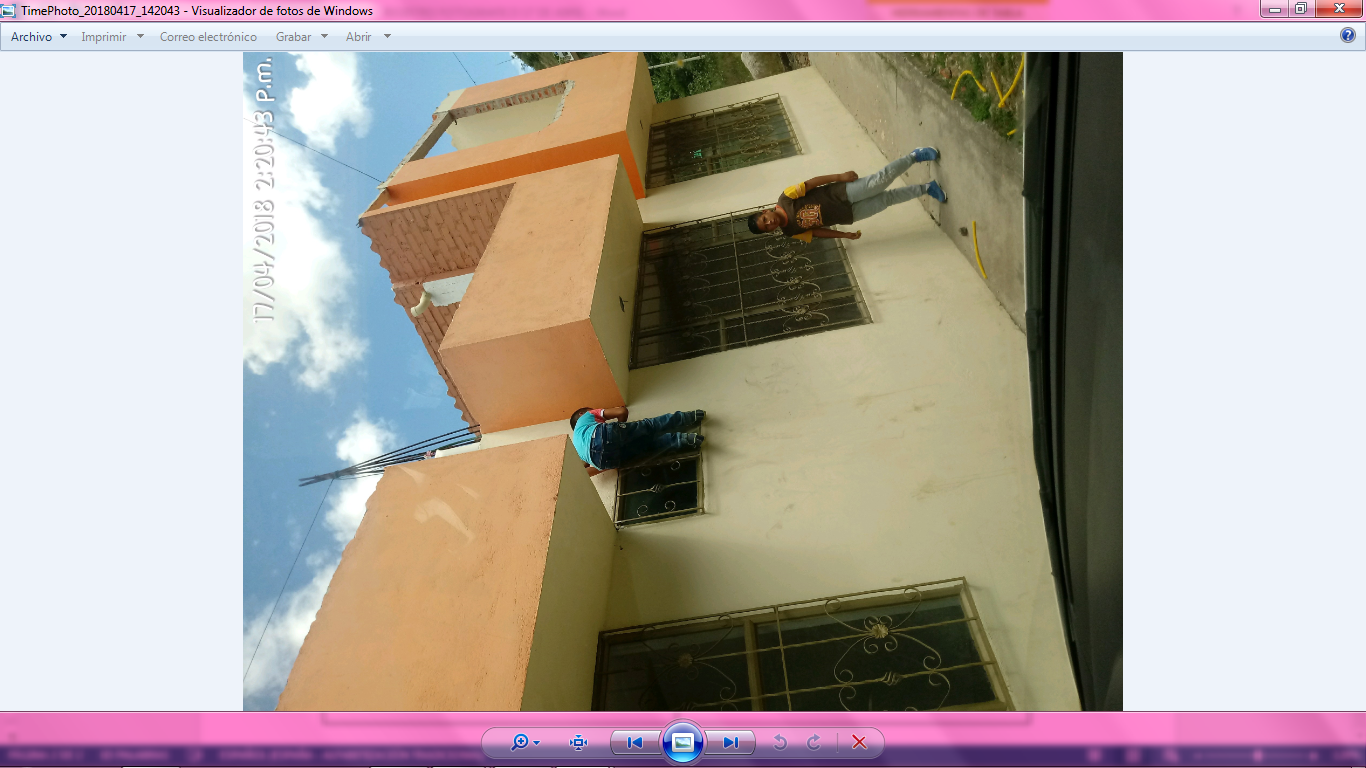 TimePhoto_20180417_142043 - Visualizador de fotos de Windows
Archivo
Imprimir
Correo electrónico
Grabar
Abrir
17/04/2018 2:20:43 P.m.